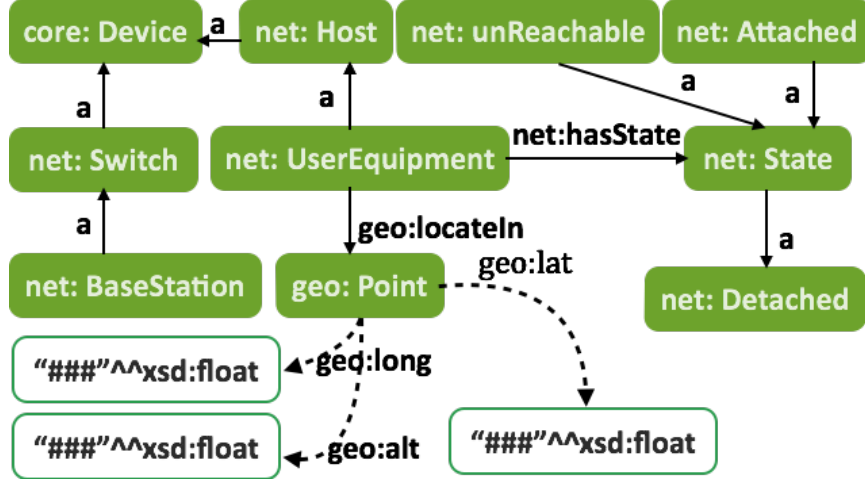 core: Device
a
net: Host
net: unReachable
net: Attached
a
a
a
a
net: Switch
net: UserEquipment
net:hasState
net: State
a
geo:locateIn
a
net: BaseStation
geo: Point
geo:lat
net: Detached
“###”^^xsd:float
geo:long
“###”^^xsd:float
geo:alt
“###”^^xsd:float